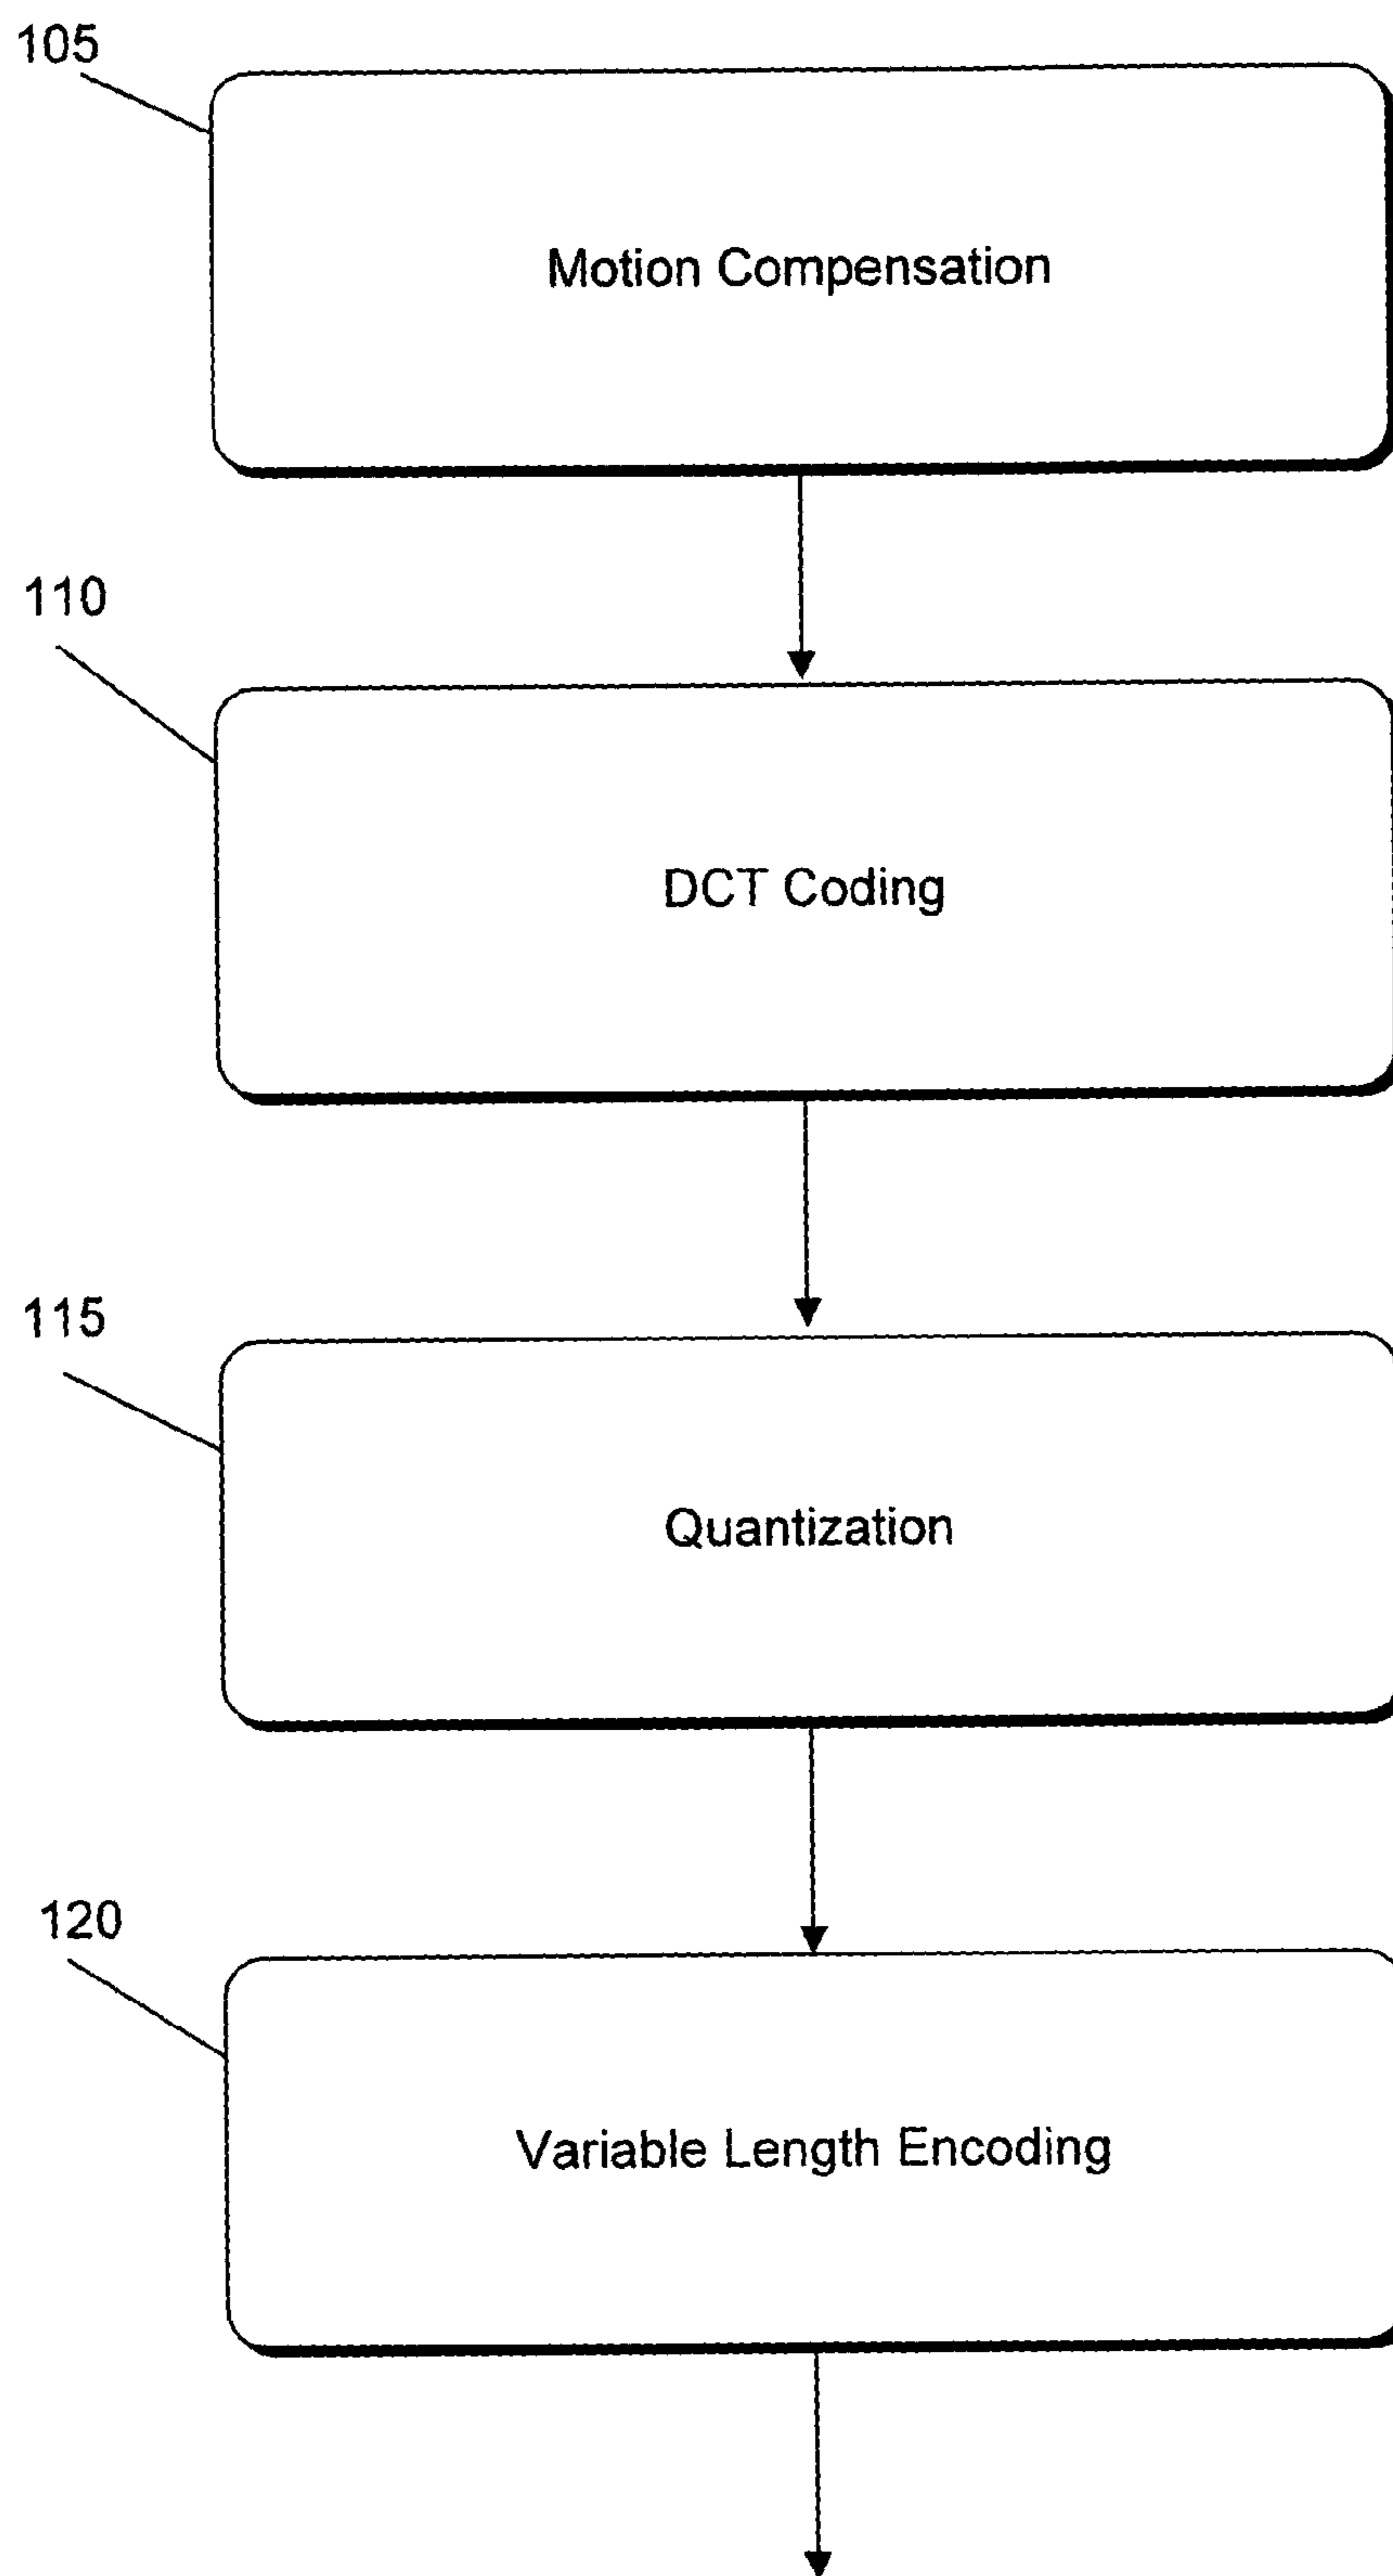 105
Motion Compensation
110
DCT Coding
115
Quantization
120
Variable Length Encoding